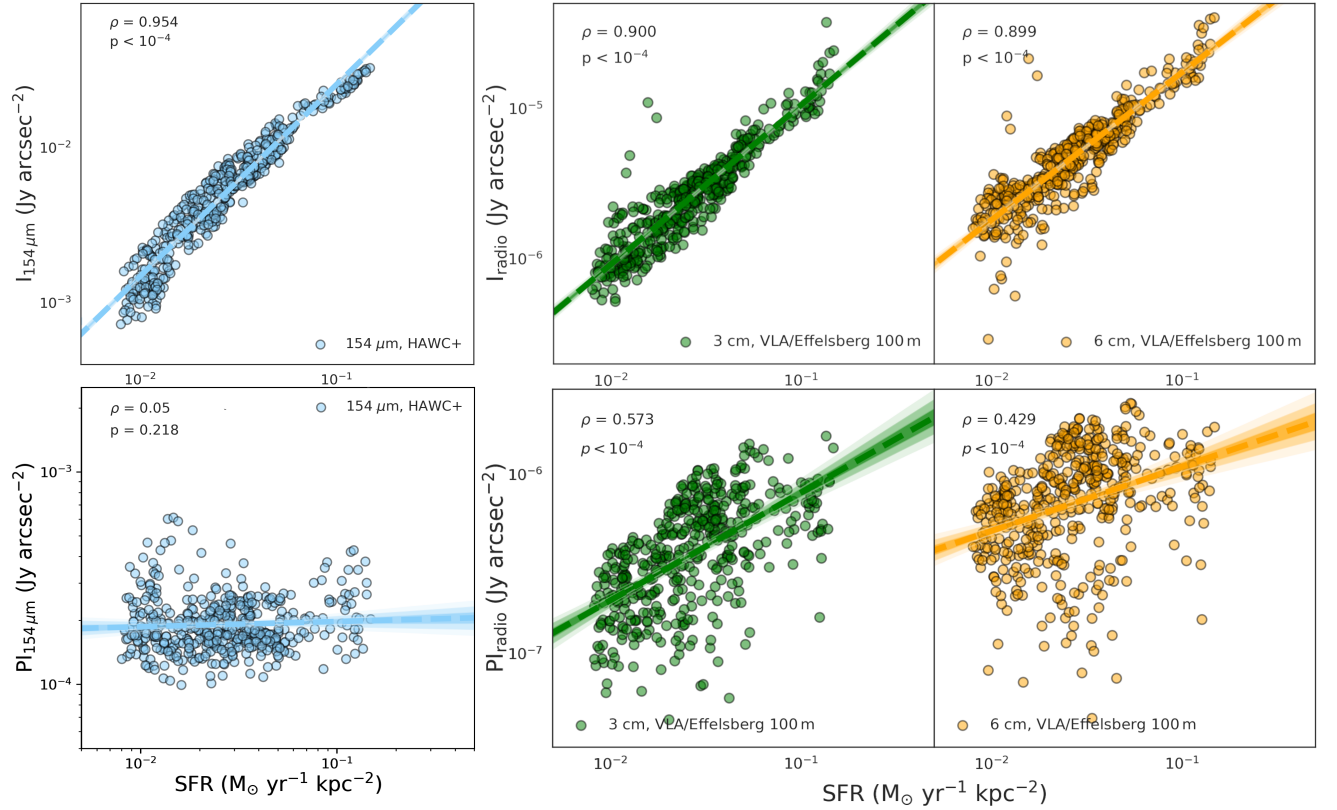 ρ = 0.954
p < 10⁻⁴
I₁₅₄ μm (Jy arcsec⁻²)
10⁻²
10⁻³
154 μm, HAWC+
10⁻²
10⁻¹
ρ = 0.900
p < 10⁻⁴
I_radio (Jy arcsec⁻²)
10⁻⁵
10⁻⁶
3 cm, VLA/Effelsberg 100 m
10⁻²
10⁻¹
ρ = 0.899
p < 10⁻⁴
6 cm, VLA/Effelsberg 100 m
10⁻²
10⁻¹
ρ = 0.05
p = 0.218
154 μm, HAWC+
PI₁₅₄ μm (Jy arcsec⁻²)
10⁻³
10⁻⁴
10⁻²
10⁻¹
SFR (M⊙ yr⁻¹ kpc⁻²)
ρ = 0.573
p < 10⁻⁴
PI_radio (Jy arcsec⁻²)
10⁻⁶
10⁻⁷
3 cm, VLA/Effelsberg 100 m
10⁻²
10⁻¹
ρ = 0.429
p < 10⁻⁴
6 cm, VLA/Effelsberg 100 m
10⁻²
10⁻¹
SFR (M⊙ yr⁻¹ kpc⁻²)